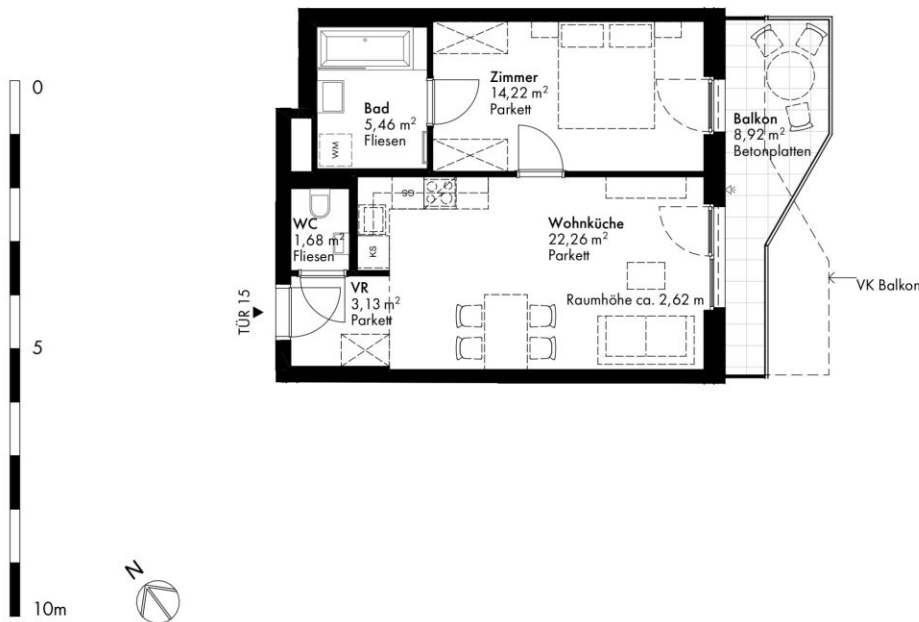 0
5
10m
N
Bad
5,46 m²
Fliesen
WM
Zimmer
14,22 m²
Parkett
Balkon
8,92 m²
Betonplatten
WC
1,68 m²
Fliesen
GS
KS
Wohnküche
22,26 m²
Parkett
VR
3,13 m²
Parkett
Raumhöhe ca. 2,62 m
VK Balkon
TÜR 15